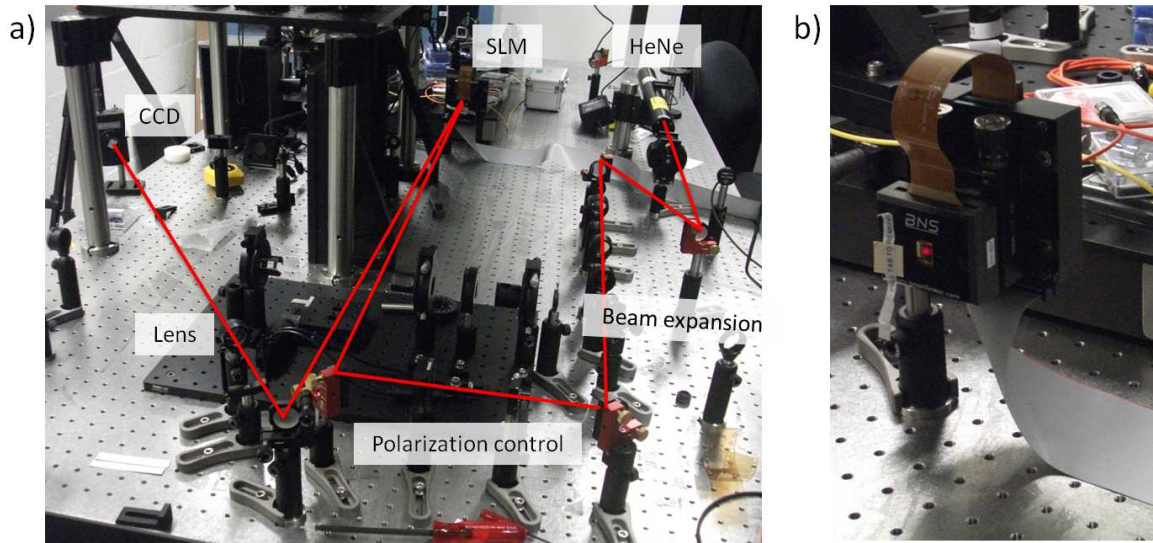 a)
SLM
HeNe
b)
CCD
BNS
Beam expansion
Lens
Polarization control